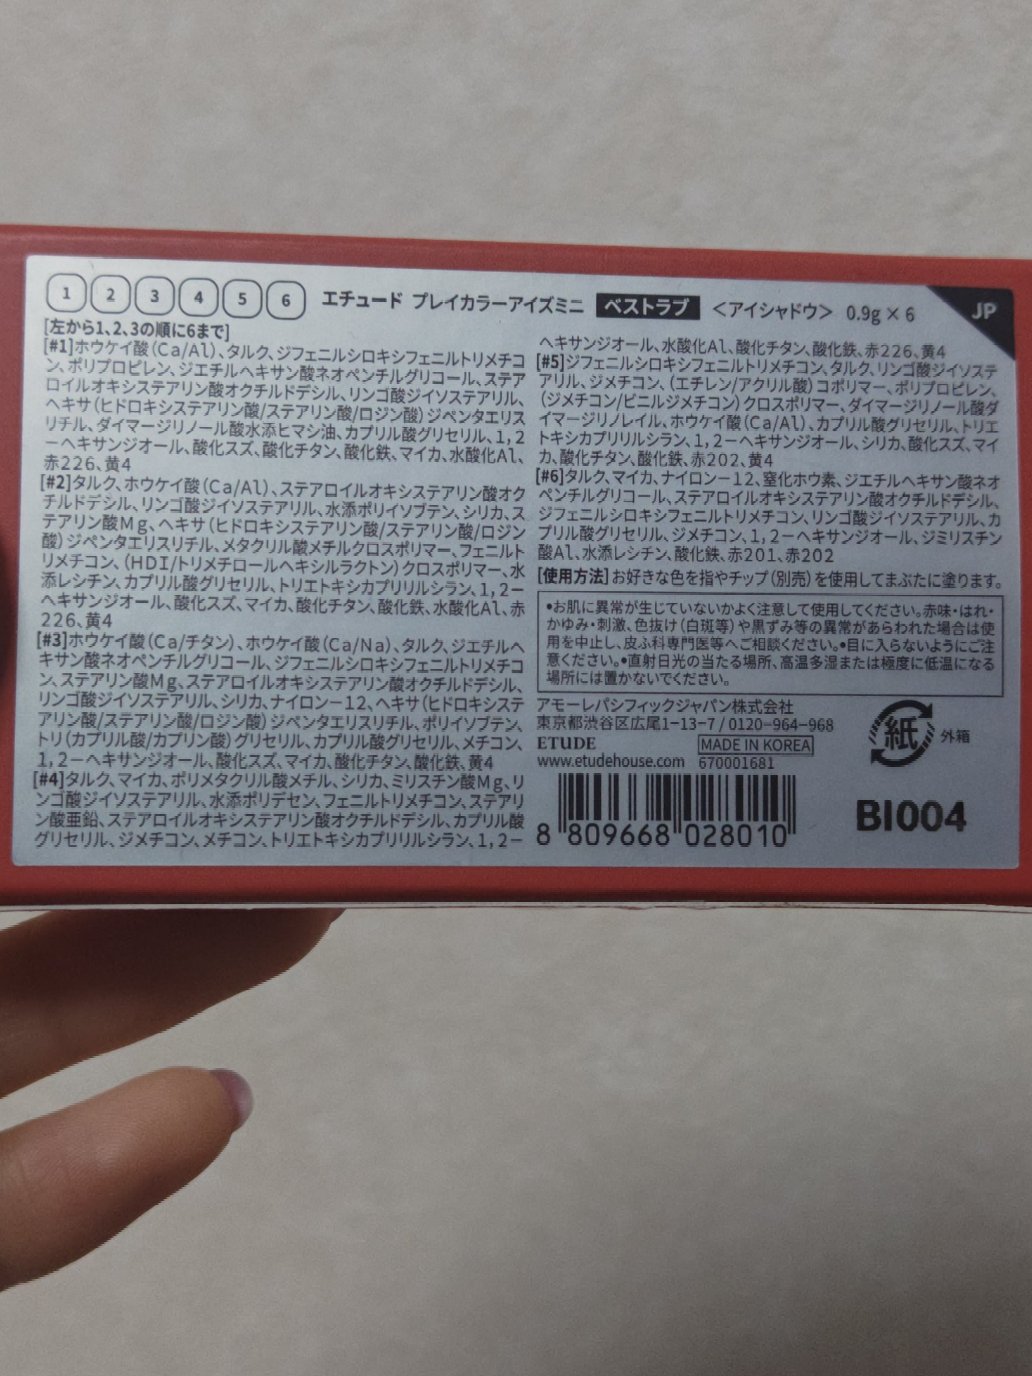 1 2 3 4 5 6 エチュード プレイカラーアイズミニ ベストラブ <アイシャドウ> 0.9g×6
JP
[左から1、2、3の順に6まで]
[#1]ホウケイ酸(Ca/Al)、タルク、ジフェニルシロキシフェニルトリメチコ
ン、ポリプロピレン、ジエチルヘキサン酸ネオペンチルグリコール、ステア
ロイルオキシステアリン酸オクチルドデシル、リンゴ酸ジイソステアリル、
ヘキサ(ヒドロキシステアリン酸/ステアリン酸/ロジン酸)ジペンタエリス
リチル、ダイマージリノール酸水添ヒマシ油、カプリル酸グリセリル、1,2
-ヘキサンジオール、酸化スズ、酸化チタン、酸化鉄、マイカ、水酸化Al、
赤226、黄4
[#2]タルク、ホウケイ酸(Ca/Al)、ステアロイルオキシステアリン酸オク
チルドデシル、リンゴ酸ジイソステアリル、水添ポリイソブテン、シリカ、ス
テアリン酸Mg、ヘキサ(ヒドロキシステアリン酸/ステアリン酸/ロジン
酸)ジペンタエリスリチル、メタクリル酸メチルクロスポリマー、フェニルト
リメチコン、(HDI/トリメチロールヘキシルラクトン)クロスポリマー、水
添レシチン、カプリル酸グリセリル、トリエトキシカプリリルシラン、1,2-
ヘキサンジオール、酸化スズ、マイカ、酸化チタン、酸化鉄、水酸化Al、赤
226、黄4
[#3]ホウケイ酸(Ca/チタン)、ホウケイ酸(Ca/Na)、タルク、ジエチルヘ
キサン酸ネオペンチルグリコール、ジフェニルシロキシフェニルトリメチコ
ン、ステアリン酸Mg、ステアロイルオキシステアリン酸オクチルドデシル、
リンゴ酸ジイソステアリル、シリカ、ナイロン-12、ヘキサ(ヒドロキシステ
アリン酸/ステアリン酸/ロジン酸)ジペンタエリスリチル、ポリイソブテン、
トリ(カプリル酸/カプリン酸)グリセリル、カプリル酸グリセリル、メチコン、
1,2-ヘキサンジオール、酸化スズ、マイカ、酸化チタン、酸化鉄、黄4
[#4]タルク、マイカ、ポリメタクリル酸メチル、シリカ、ミリスチン酸Mg、リ
ンゴ酸ジイソステアリル、水添ポリデセン、フェニルトリメチコン、ステアリ
ン酸亜鉛、ステアロイルオキシステアリン酸オクチルドデシル、カプリル酸
グリセリル、ジメチコン、メチコン、トリエトキシカプリリルシラン、1,2-
ヘキサンジオール、水酸化Al、酸化チタン、酸化鉄、赤226、黄4
[#5]ジフェニルシロキシフェニルトリメチコン、タルク、リンゴ酸ジイソステ
アリル、ジメチコン、(エチレン/アクリル酸)コポリマー、ポリプロピレン、
(ジメチコン/ビニルジメチコン)クロスポリマー、ダイマージリノール酸ダ
イマージリノレイル、ホウケイ酸(Ca/Al)、カプリル酸グリセリル、トリエ
トキシカプリリルシラン、1,2-ヘキサンジオール、シリカ、酸化スズ、マイ
カ、酸化チタン、酸化鉄、赤202、黄4
[#6]タルク、マイカ、ナイロン-12、窒化ホウ素、ジエチルヘキサン酸ネオ
ペンチルグリコール、ステアロイルオキシステアリン酸オクチルドデシル、
ジフェニルシロキシフェニルトリメチコン、リンゴ酸ジイソステアリル、カ
プリル酸グリセリル、ジメチコン、1,2-ヘキサンジオール、ジミリスチン
酸Al、水添レシチン、酸化鉄、赤201、赤202
[使用方法]お好きな色を指やチップ(別売)を使用してまぶたに塗ります。
•お肌に異常が生じていないかよく注意して使用してください。赤味・はれ・
かゆみ・刺激、色抜け(白斑等)や黒ずみ等の異常があらわれた場合は使
用を中止し、皮ふ科専門医等へご相談ください。•目に入らないようにご注
意ください。•直射日光の当たる場所、高温多湿または極度に低温になる
場所には置かないでください。
アモーレパシフィックジャパン株式会社
東京都渋谷区広尾1-13-7/0120-964-968
ETUDE MADE IN KOREA
www.etudehouse.com 670001681
紙 外箱
BI004
8 809668 028010